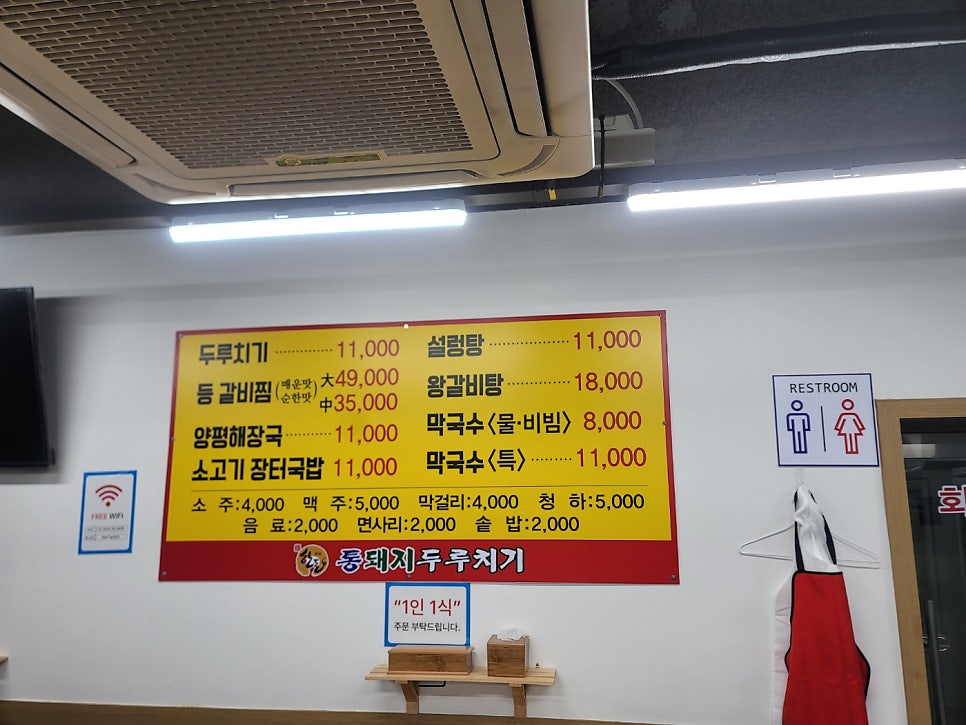 두루치기 ·············· 11,000
등 갈비찜 (매운맛 순한맛) 大49,000
中35,000
양평해장국 ·········· 11,000
소고기 장터국밥 11,000
설렁탕 ·················· 11,000
왕갈비탕 ·············· 18,000
막국수〈물·비빔〉 8,000
막국수〈특〉 ········· 11,000
소 주:4,000 맥 주:5,000 막걸리:4,000 청 하:5,000
음 료:2,000 면사리:2,000 솥 밥:2,000
통돼지두루치기
"1인 1식"
주문 부탁드립니다.
FREE WIFI
RESTROOM
화